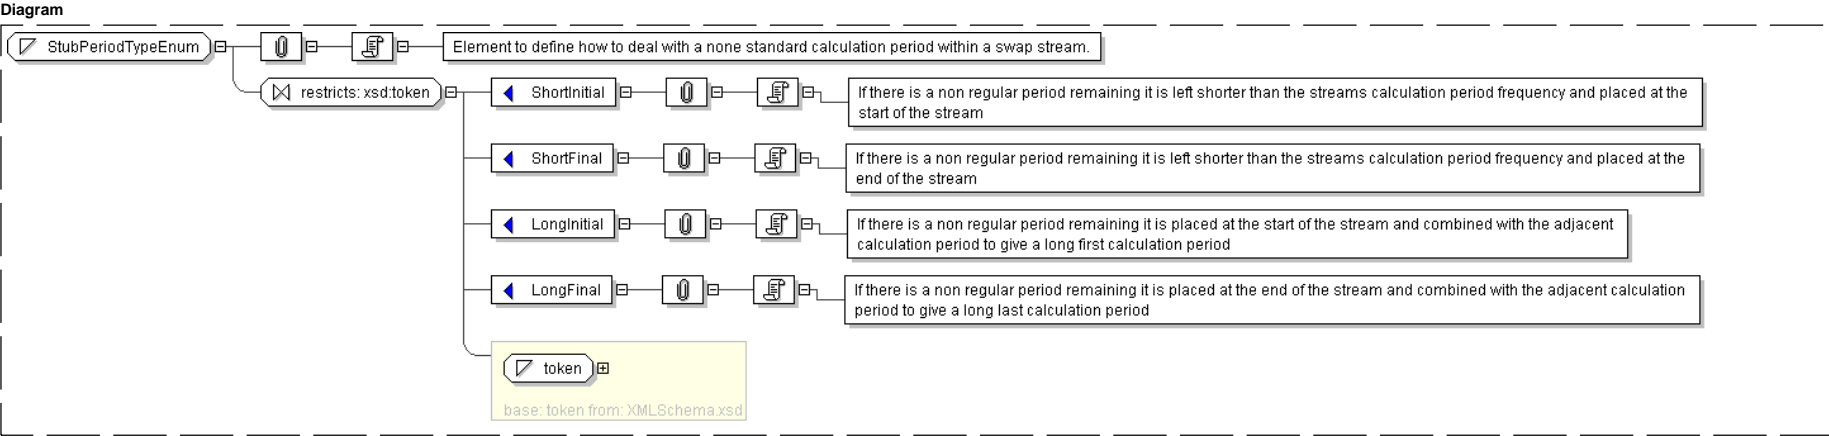 Diagram
StubPeriodTypeEnum
Element to define how to deal with a none standard calculation period within a swap stream.
restricts: xsd:token
ShortInitial
If there is a non regular period remaining it is left shorter than the streams calculation period frequency and placed at the
start of the stream
ShortFinal
If there is a non regular period remaining it is left shorter than the streams calculation period frequency and placed at the
end of the stream
LongInitial
If there is a non regular period remaining it is placed at the start of the stream and combined with the adjacent
calculation period to give a long first calculation period
LongFinal
If there is a non regular period remaining it is placed at the end of the stream and combined with the adjacent calculation
period to give a long last calculation period
token
base: token from: XMLSchema.xsd